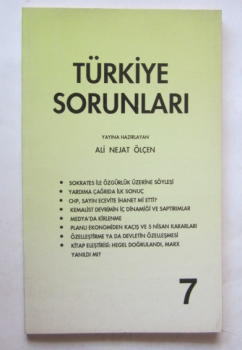 TÜRKİYE
SORUNLARI
YAYINA HAZIRLAYAN
ALİ NEJAT ÖLÇEN
• SOKRATES İLE ÖZGÜRLÜK ÜZERİNE SÖYLEŞİ
• YARDIMA ÇAĞRIDA İLK SONUÇ
• CHP, SAYIN ECEVİTE İHANET Mİ ETTİ?
• KEMALİST DEVRİMİN İÇ DİNAMİĞİ VE SAPTIRIMLAR
• MEDYA'DA KİRLENME
• PLANLI EKONOMİDEN KAÇIŞ VE 5 NİSAN KARARLARI
• ÖZELLEŞTİRME YA DA DEVLETİN ÖZELLEŞMESİ
• KİTAP ELEŞTİRİSİ: HEGEL DOĞRULANDI, MARX
YANILDI MI?
7